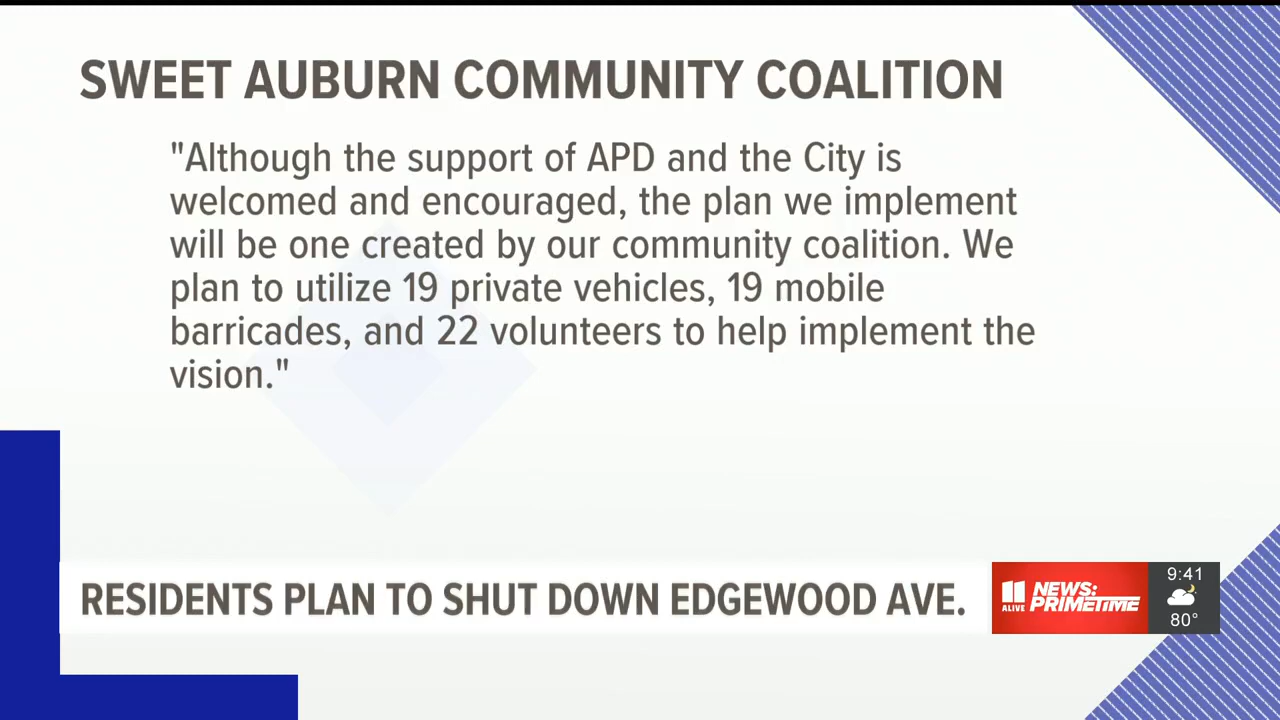 SWEET AUBURN COMMUNITY COALITION
"Although the support of APD and the City is
welcomed and encouraged, the plan we implement
will be one created by our community coalition. We
plan to utilize 19 private vehicles, 19 mobile
barricades, and 22 volunteers to help implement the
vision."
RESIDENTS PLAN TO SHUT DOWN EDGEWOOD AVE.
11
ALIVE
NEWS:
PRIMETIME
9:41
80°